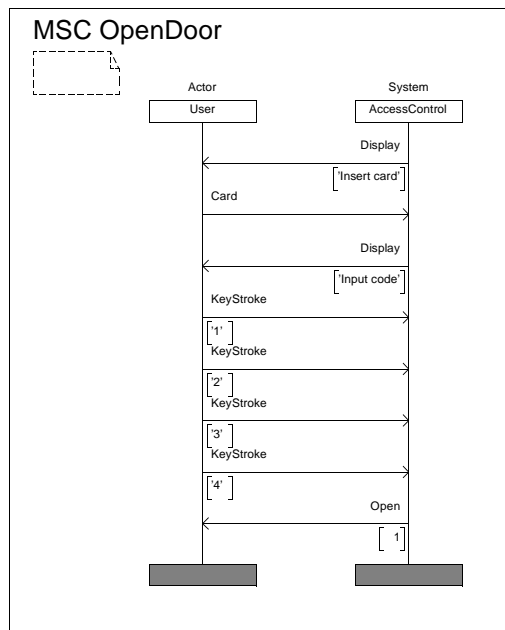 MSC OpenDoor
Actor System
User AccessControl
Display
'Insert card'
Card
Display
'Input code'
KeyStroke
'1'
KeyStroke
'2'
KeyStroke
'3'
KeyStroke
'4'
Open
1